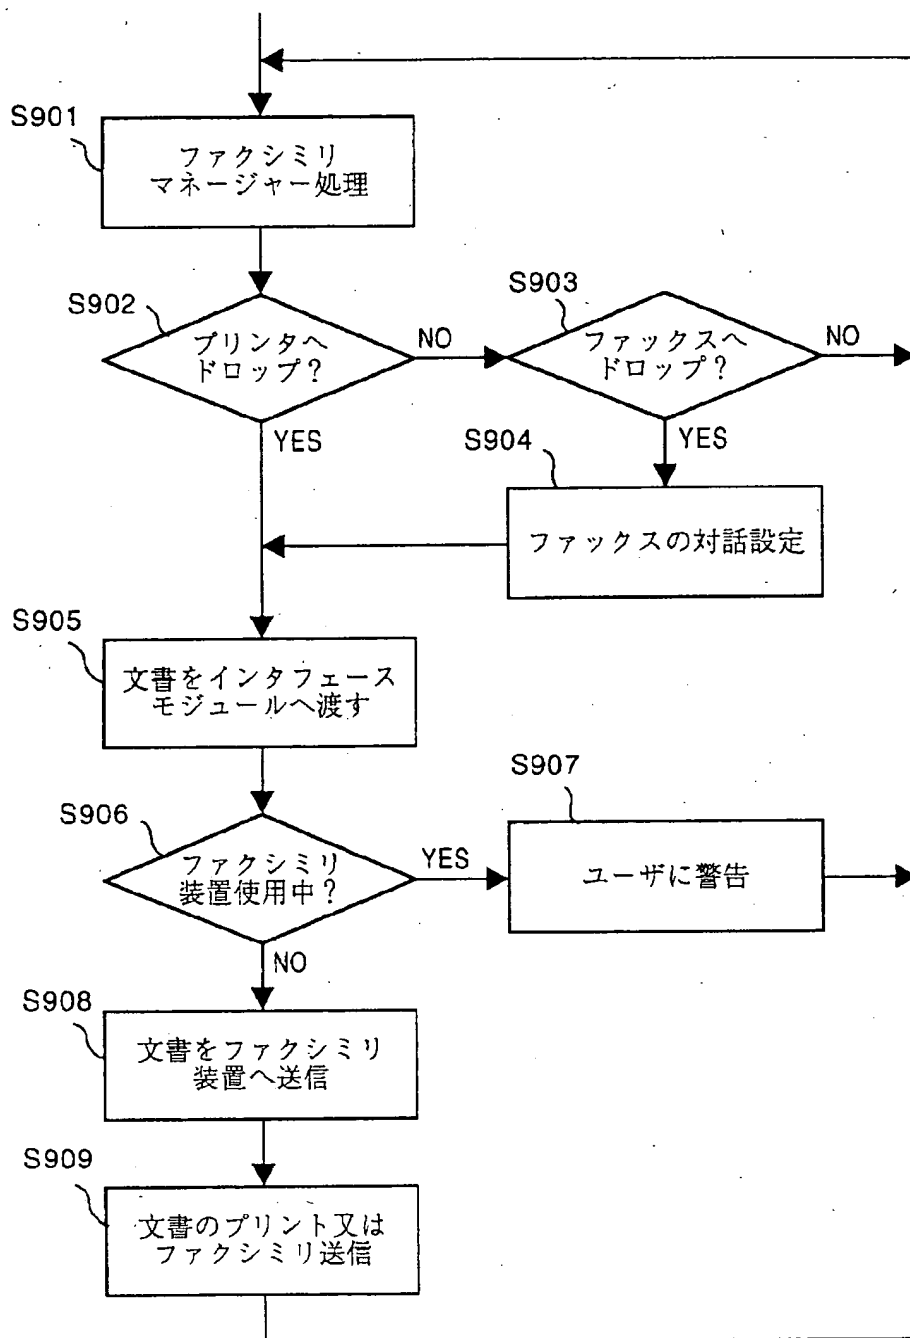 S901
ファクシミリ
マネージャー処理
S902
プリンタヘ
ドロップ？
NO
YES
S903
ファックスヘ
ドロップ？
NO
YES
S904
ファックスの対話設定
S905
文書をインタフェース
モジュールへ渡す
S906
ファクシミリ
装置使用中？
YES
NO
S907
ユーザに警告
S908
文書をファクシミリ
装置へ送信
S909
文書のプリント又は
ファクシミリ送信